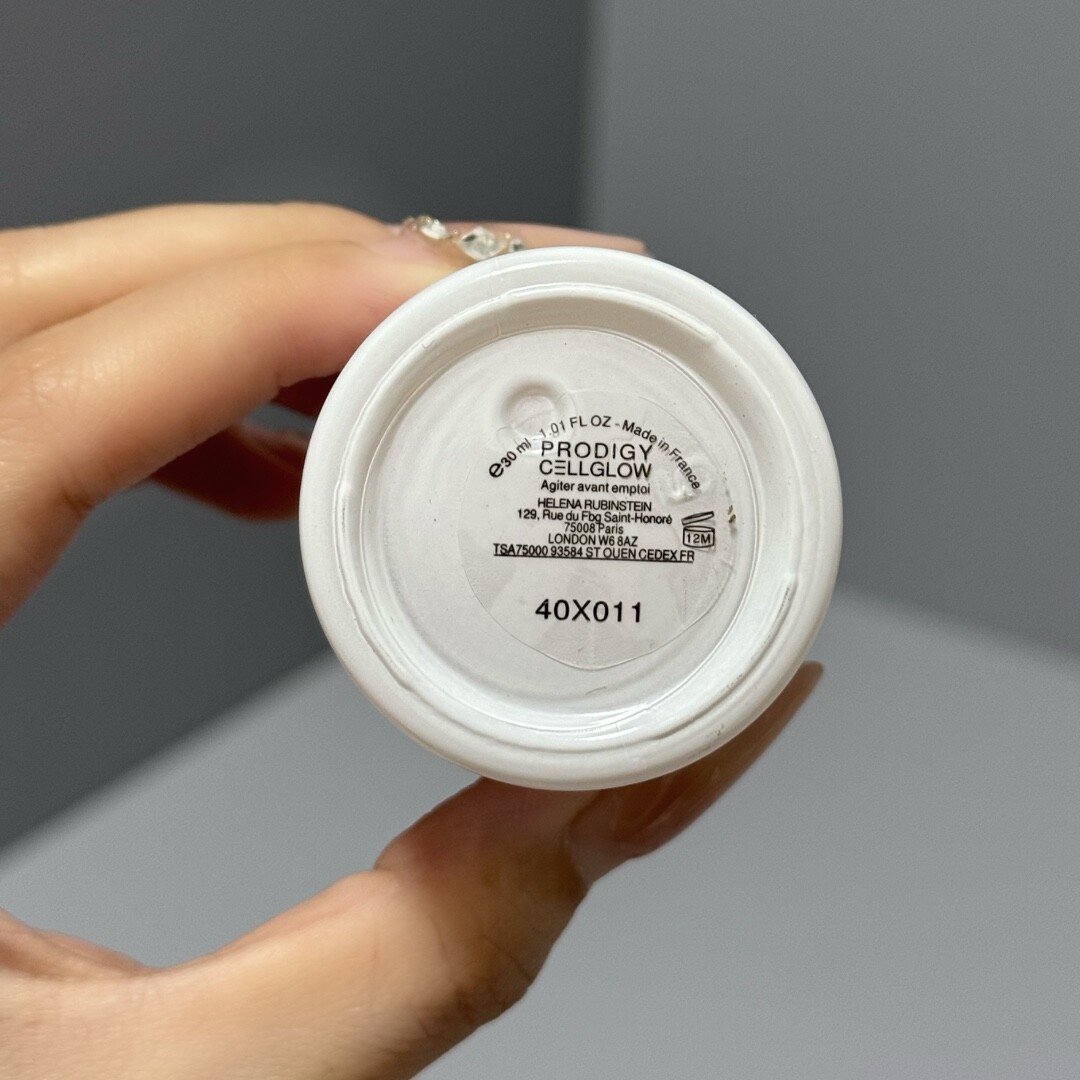 ℮30 ml - 1.01 FL OZ - Made in France
PRODIGY
CELLGLOW
Agiter avant emploi
HELENA RUBINSTEIN
129, Rue du Fbg Saint-Honoré
75008 Paris
LONDON W6 8AZ
TSA75000 93584 ST OUEN CEDEX FR
12M
40X011